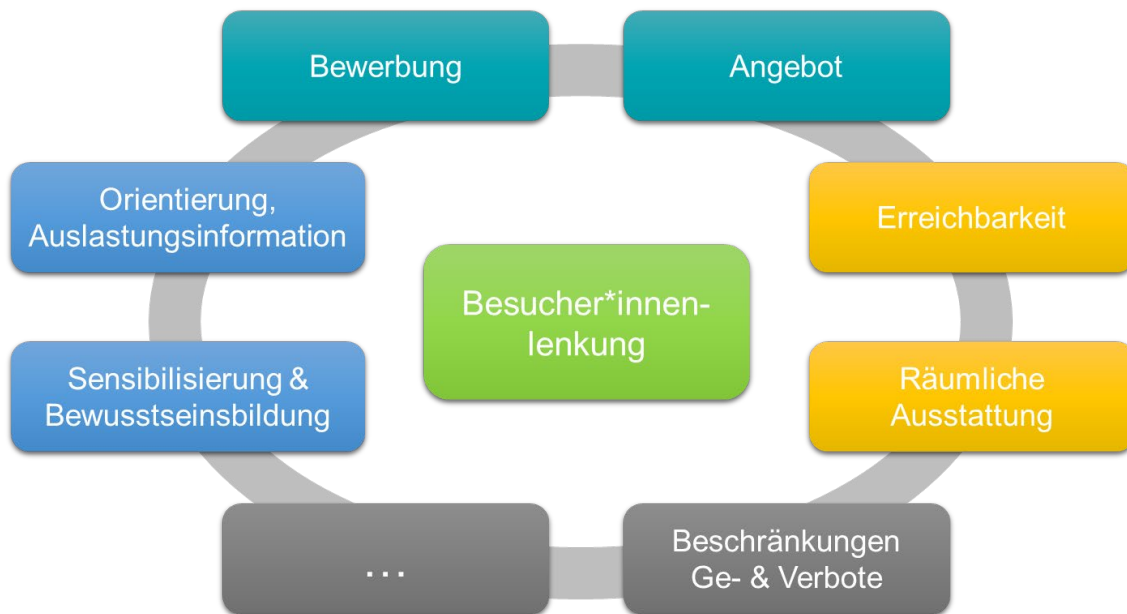 Bewerbung
Angebot
Orientierung,
Auslastungsinformation
Erreichbarkeit
Besucher*innen-
lenkung
Sensibilisierung &
Bewusstseinsbildung
Räumliche
Ausstattung
...
Beschränkungen
Ge- & Verbote